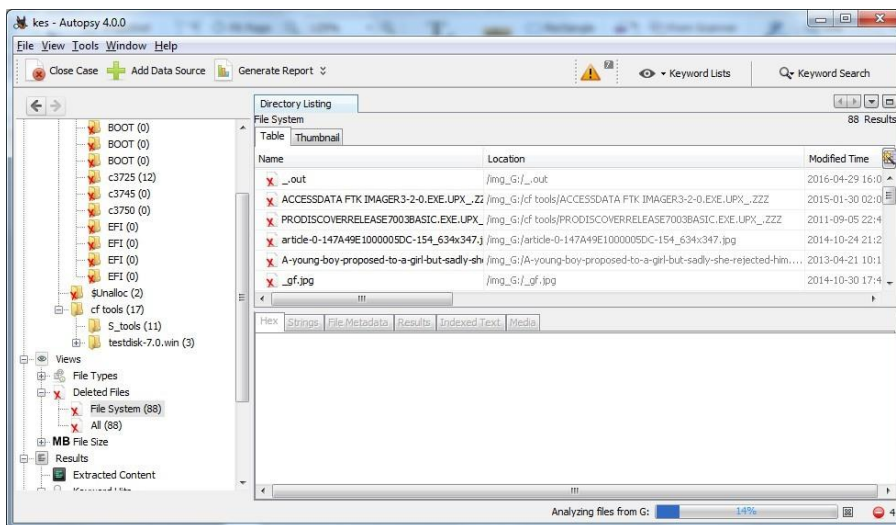 kes - Autopsy 4.0.0
File View Tools Window Help
Close Case Add Data Source Generate Report Keyword Lists Keyword Search
Directory Listing
File System 88 Results
Table Thumbnail
Name Location Modified Time
_.out /img_G:/_.out 2016-04-29 16:0
ACCESSDATA FTK IMAGER3-2-0.EXE.UPX_.ZZ /img_G:/cf tools/ACCESSDATA FTK IMAGER3-2-0.EXE.UPX_.ZZZ 2015-01-30 02:0
PRODISCOVERRELEASE7003BASIC.EXE.UPX_ /img_G:/cf tools/PRODISCOVERRELEASE7003BASIC.EXE.UPX_.ZZZ 2011-09-05 22:4
article-0-147A49E1000005DC-154_634x347.j /img_G:/article-0-147A49E1000005DC-154_634x347.jpg 2014-10-24 21:2
A-young-boy-proposed-to-a-girl-but-sadly-sh /img_G:/A-young-boy-proposed-to-a-girl-but-sadly-she-rejected-him.... 2013-04-21 10:1
_gf.jpg /img_G:/_gf.jpg 2014-10-30 17:4
Hex Strings File Metadata Results Indexed Text Media
BOOT (0)
BOOT (0)
BOOT (0)
c3725 (12)
c3745 (0)
c3750 (0)
EFI (0)
EFI (0)
EFI (0)
EFI (0)
$Unalloc (2)
cf tools (17)
S_tools (11)
testdisk-7.0.win (3)
Views
File Types
Deleted Files
File System (88)
All (88)
MB File Size
Results
Extracted Content
Analyzing files from G: 14%